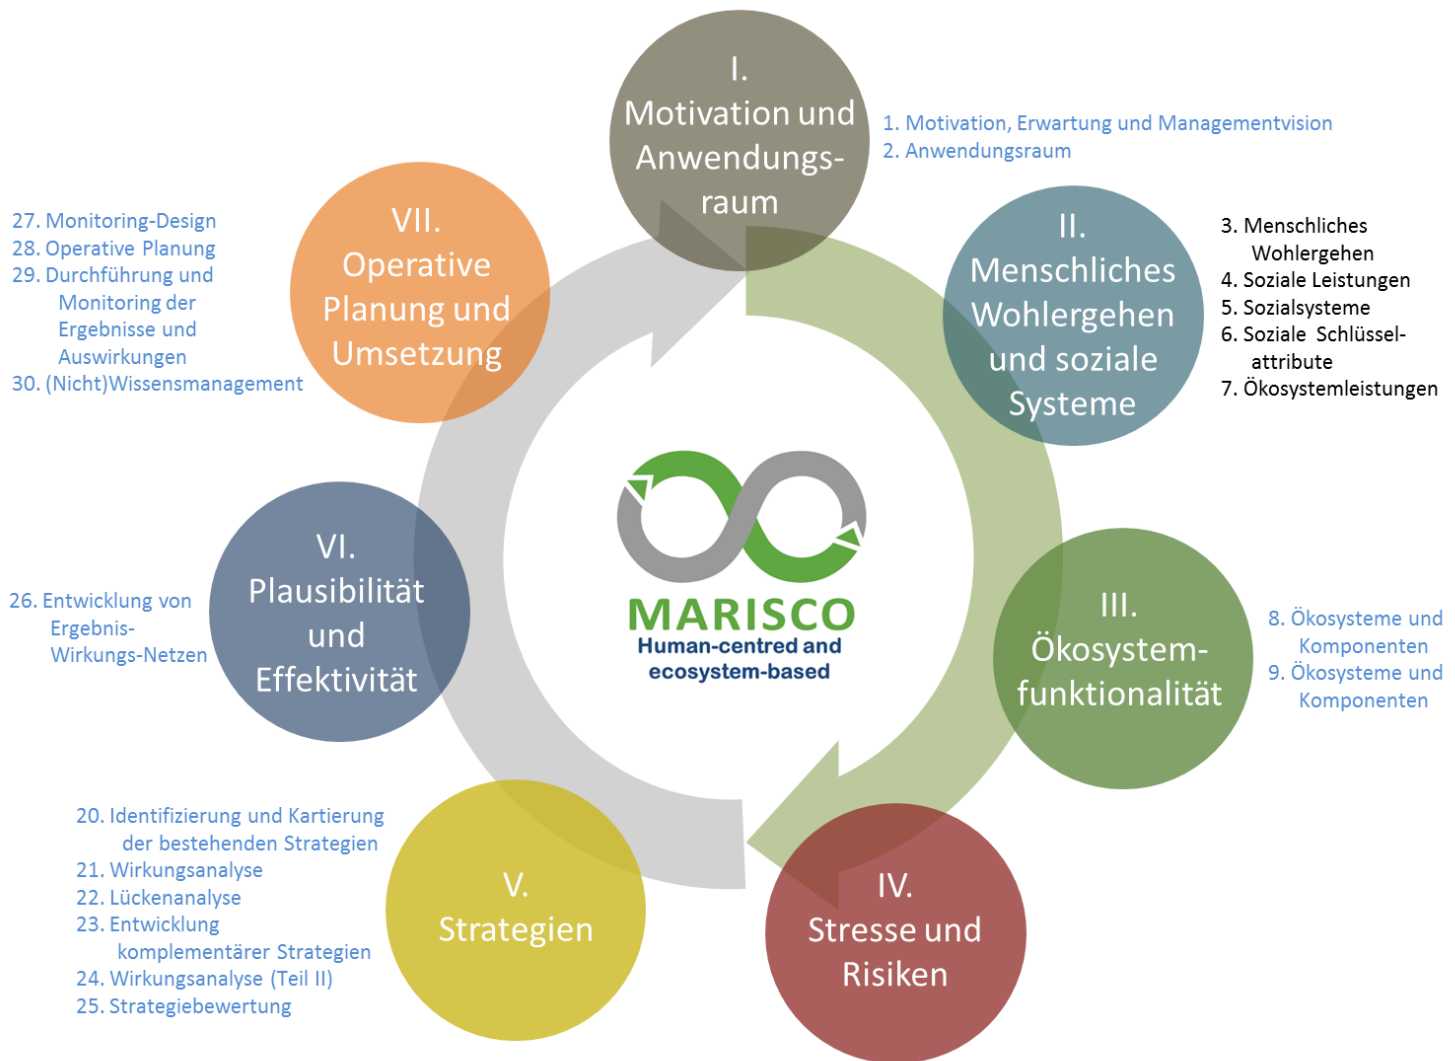 I.
Motivation und
Anwendungs-
raum
1. Motivation, Erwartung und Managementvision
2. Anwendungsraum
II.
Menschliches
Wohlergehen
und soziale
Systeme
3. Menschliches
Wohlergehen
4. Soziale Leistungen
5. Sozialsysteme
6. Soziale Schlüssel-
attribute
7. Ökosystemleistungen
III.
Ökosystem-
funktionalität
8. Ökosysteme und
Komponenten
9. Ökosysteme und
Komponenten
IV.
Stresse und
Risiken
V.
Strategien
20. Identifizierung und Kartierung
der bestehenden Strategien
21. Wirkungsanalyse
22. Lückenanalyse
23. Entwicklung
komplementärer Strategien
24. Wirkungsanalyse (Teil II)
25. Strategiebewertung
VI.
Plausibilität
und
Effektivität
26. Entwicklung von
Ergebnis-
Wirkungs-Netzen
VII.
Operative
Planung und
Umsetzung
27. Monitoring-Design
28. Operative Planung
29. Durchführung und
Monitoring der
Ergebnisse und
Auswirkungen
30. (Nicht)Wissensmanagement
MARISCO
Human-centred and
ecosystem-based